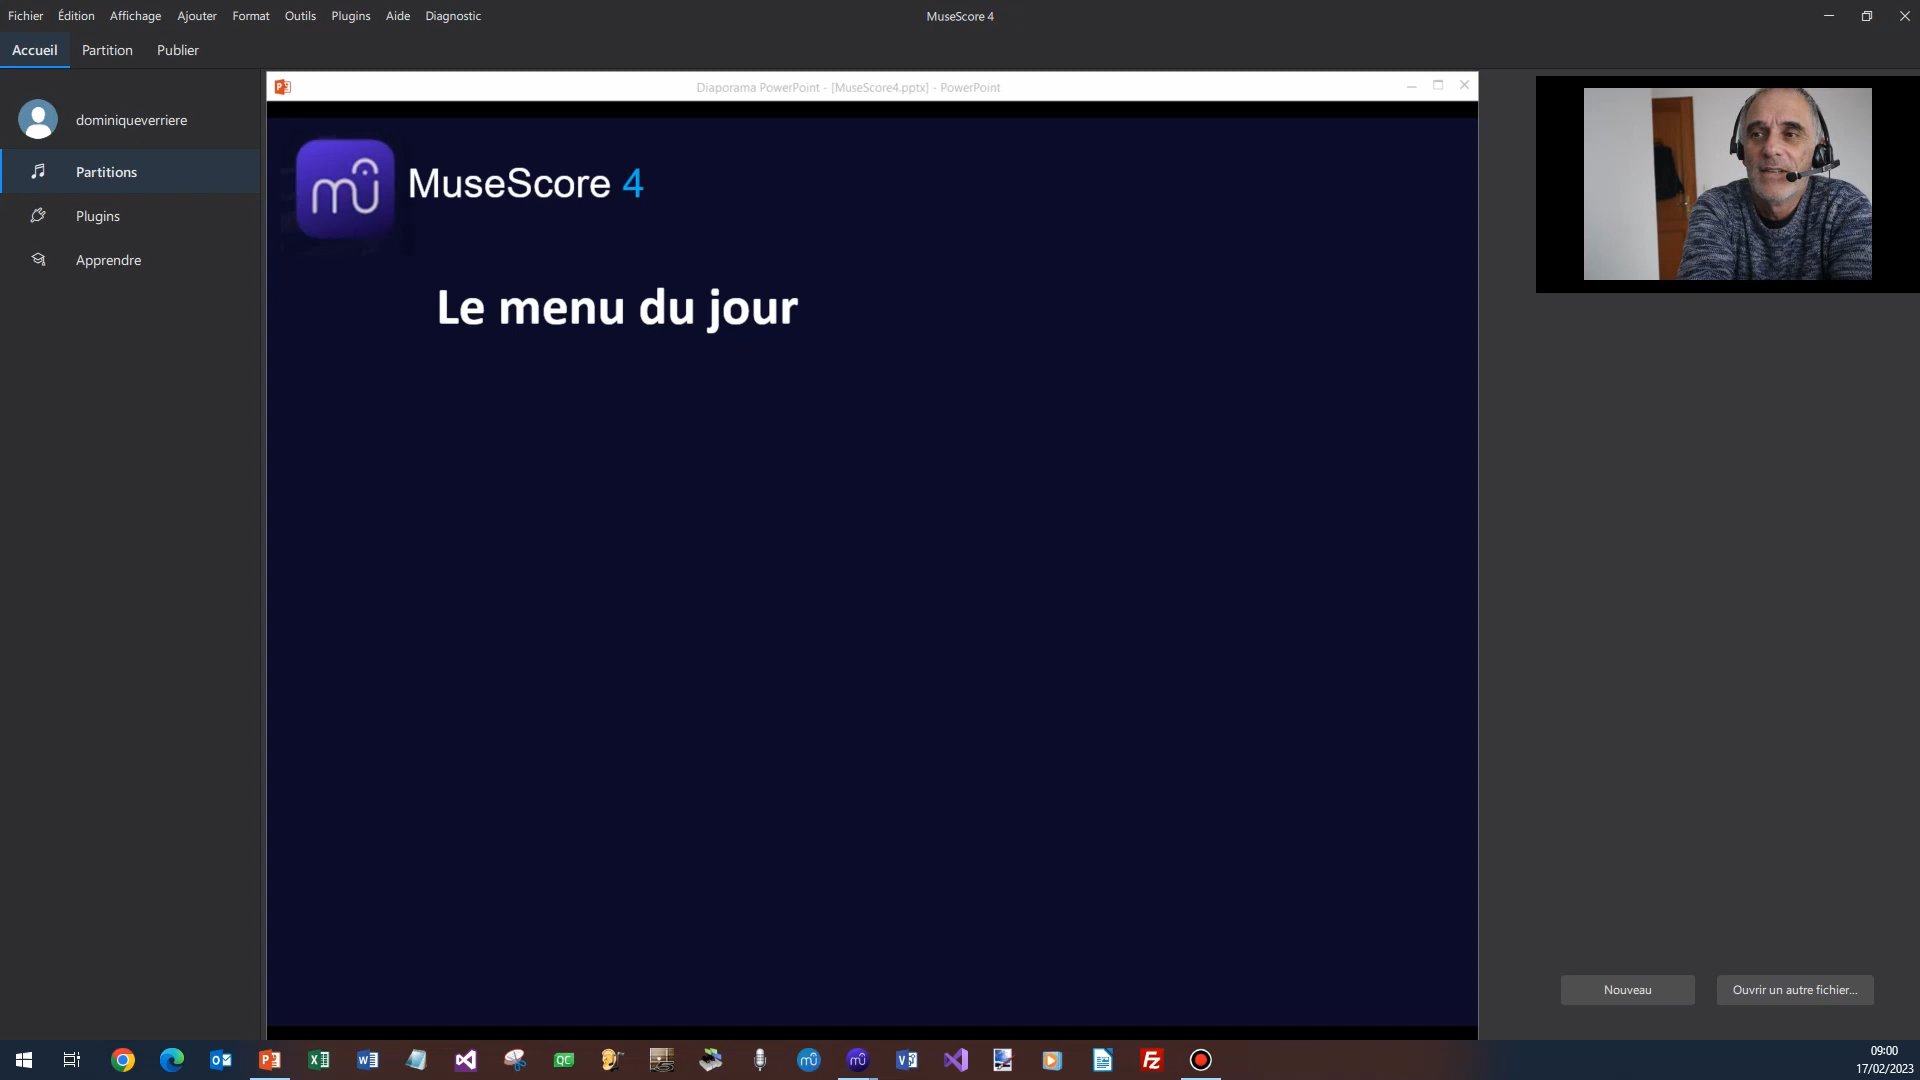 Fichier Édition Affichage Ajouter Format Outils Plugins Aide Diagnostic
MuseScore 4
Accueil Partition Publier
Diaporama PowerPoint - [MuseScore4.pptx] - PowerPoint
dominiqueverriere
Partitions
Plugins
Apprendre
mu MuseScore 4
Le menu du jour
Nouveau Ouvrir un autre fichier...
09:00
17/02/2023